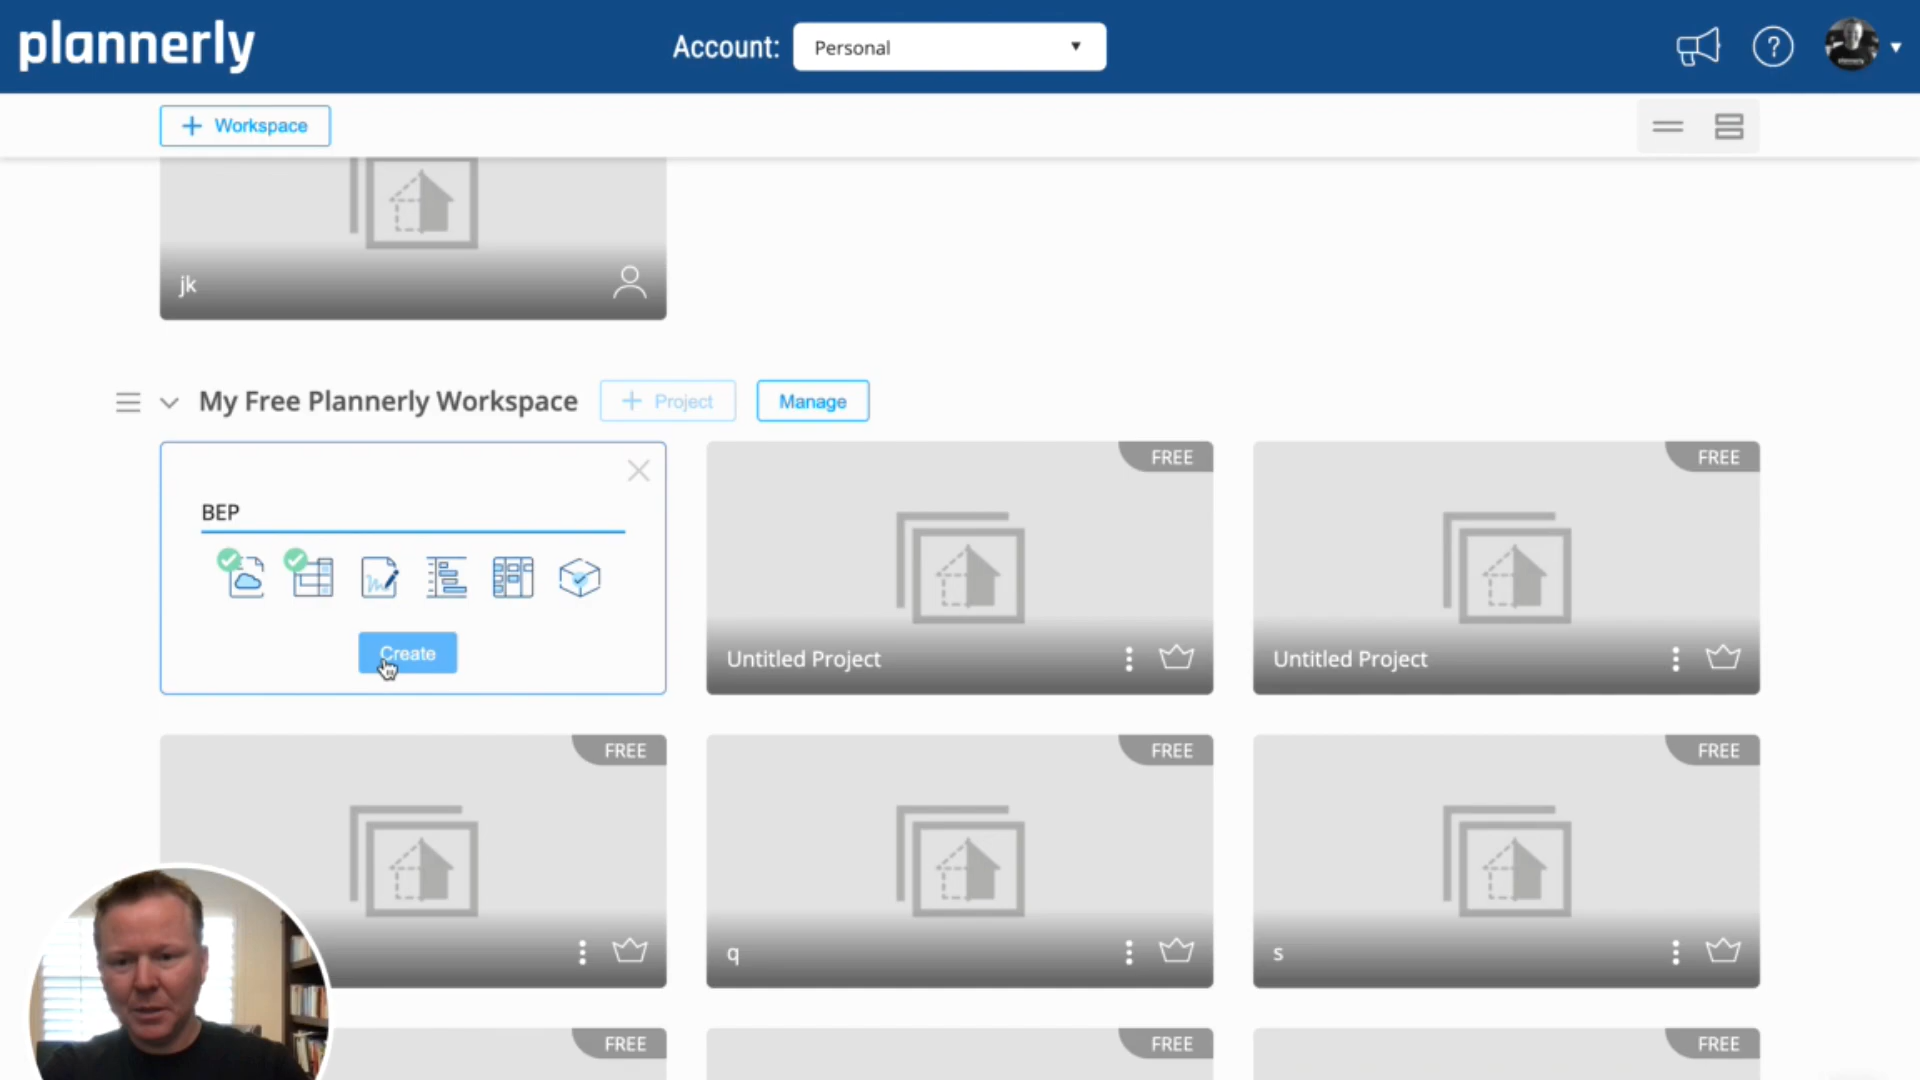 plannerly
Account:
Personal
Workspace
jk
My Free Plannerly Workspace
Project
Manage
BEP
Create
FREE
Untitled Project
FREE
Untitled Project
FREE
FREE
q
FREE
s
FREE
FREE
FREE